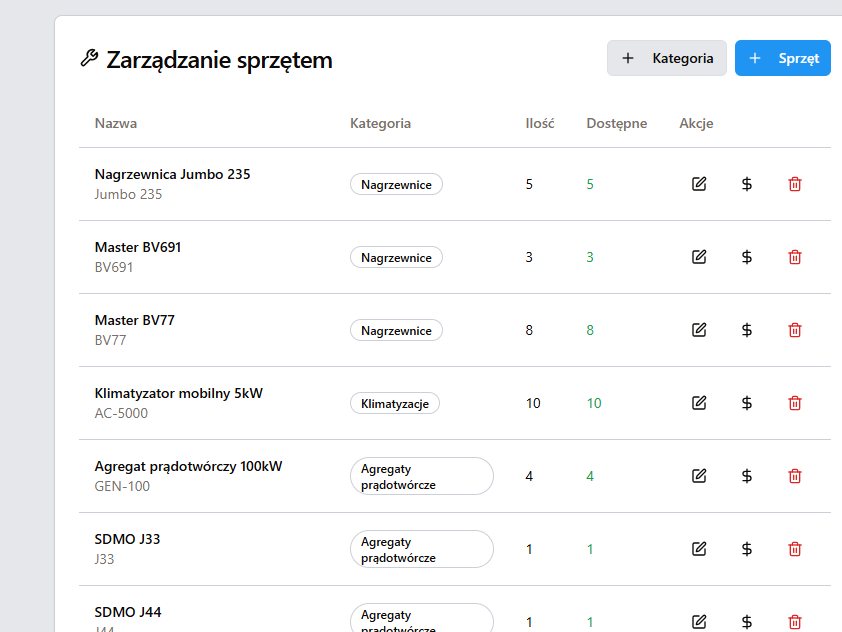 Zarządzanie sprzętem
+ Kategoria
+ Sprzęt
Nazwa Kategoria Ilość Dostępne Akcje
Nagrzewnica Jumbo 235
Jumbo 235
Nagrzewnice
5
5
$
Master BV691
BV691
Nagrzewnice
3
3
$
Master BV77
BV77
Nagrzewnice
8
8
$
Klimatyzator mobilny 5kW
AC-5000
Klimatyzacje
10
10
$
Agregat prądotwórczy 100kW
GEN-100
Agregaty
prądotwórcze
4
4
$
SDMO J33
J33
Agregaty
prądotwórcze
1
1
$
SDMO J44
J44
Agregaty
prądotwórcze
1
1
$